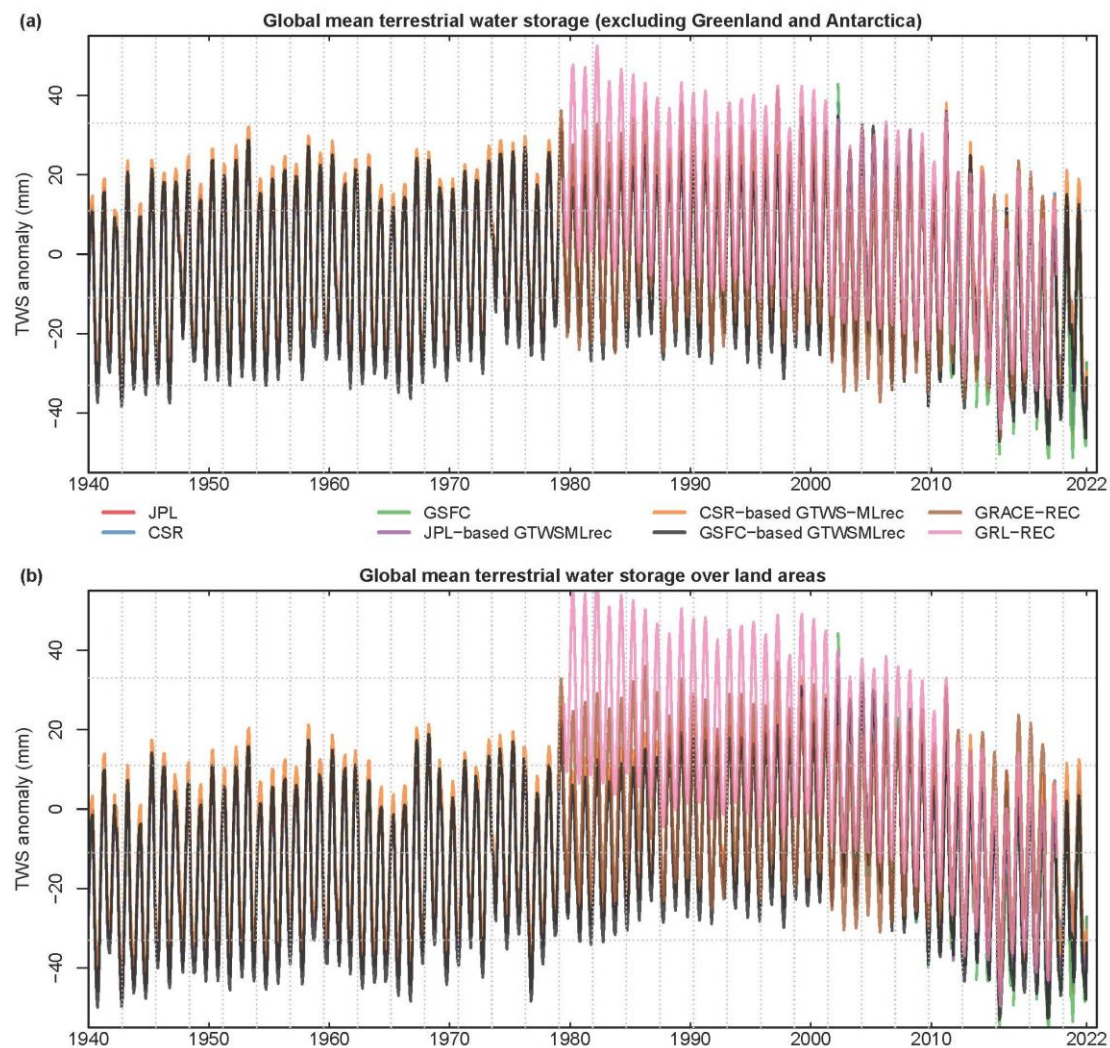 (a) Global mean terrestrial water storage (excluding Greenland and Antarctica)
TWS anomaly (mm)
40
20
0
−20
−40
1940 1950 1960 1970 1980 1990 2000 2010 2022
JPL GSFC CSR−based GTWS−MLrec GRACE−REC
CSR JPL−based GTWSMLrec GSFC−based GTWSMLrec GRL−REC
(b) Global mean terrestrial water storage over land areas
TWS anomaly (mm)
40
20
0
−20
−40
1940 1950 1960 1970 1980 1990 2000 2010 2022